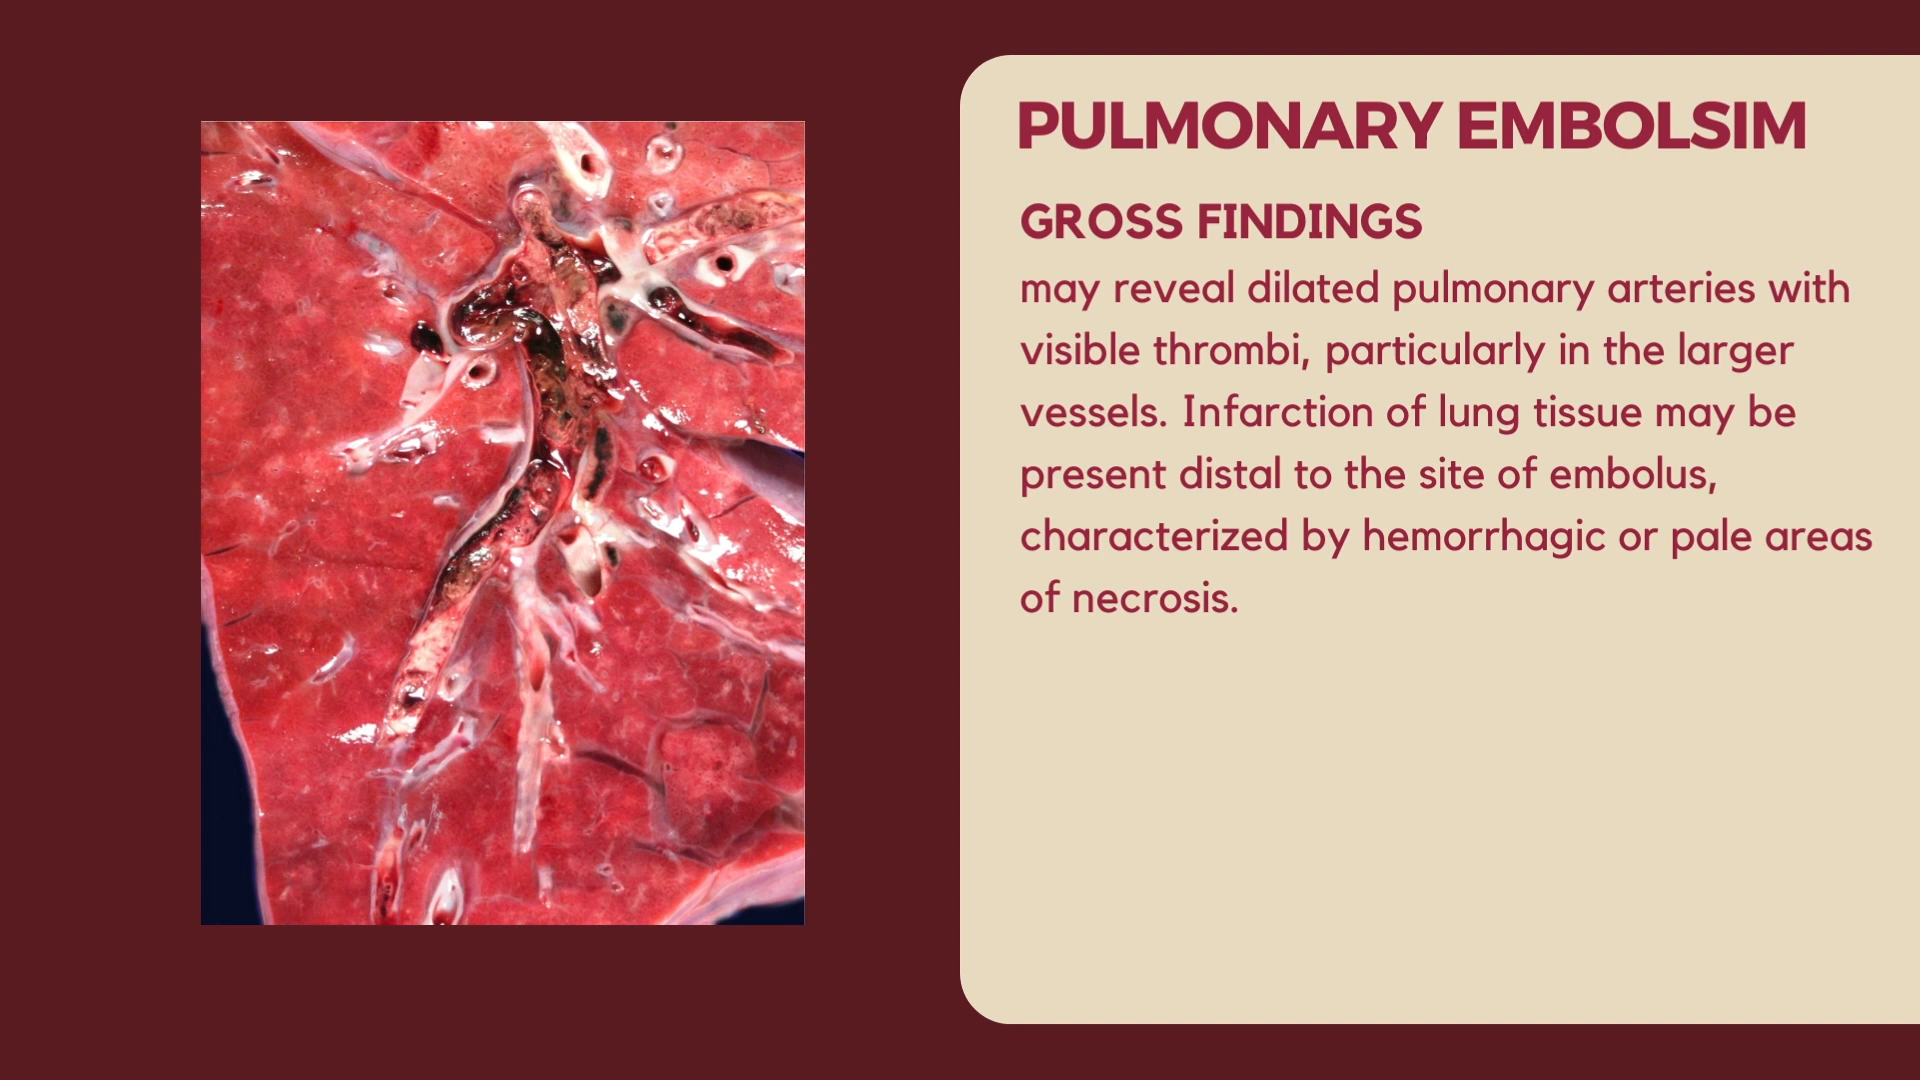 PULMONARY EMBOLSIM
GROSS FINDINGS
may reveal dilated pulmonary arteries with
visible thrombi, particularly in the larger
vessels. Infarction of lung tissue may be
present distal to the site of embolus,
characterized by hemorrhagic or pale areas
of necrosis.